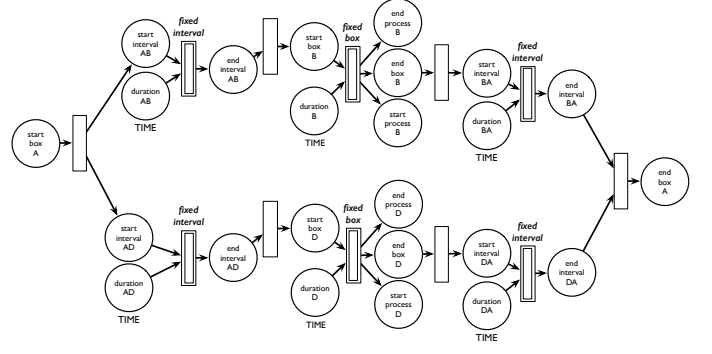 start
box
A
start
interval
AB
duration
AB
TIME
fixed
interval
end
interval
AB
start
box
B
duration
B
TIME
fixed
box
end
process
B
end
box
B
start
process
B
start
interval
BA
duration
BA
TIME
fixed
interval
end
interval
BA
start
interval
AD
duration
AD
TIME
fixed
interval
end
interval
AD
start
box
D
duration
D
TIME
fixed
box
end
process
D
end
box
D
start
process
D
start
interval
DA
duration
DA
TIME
fixed
interval
end
interval
DA
end
box
A